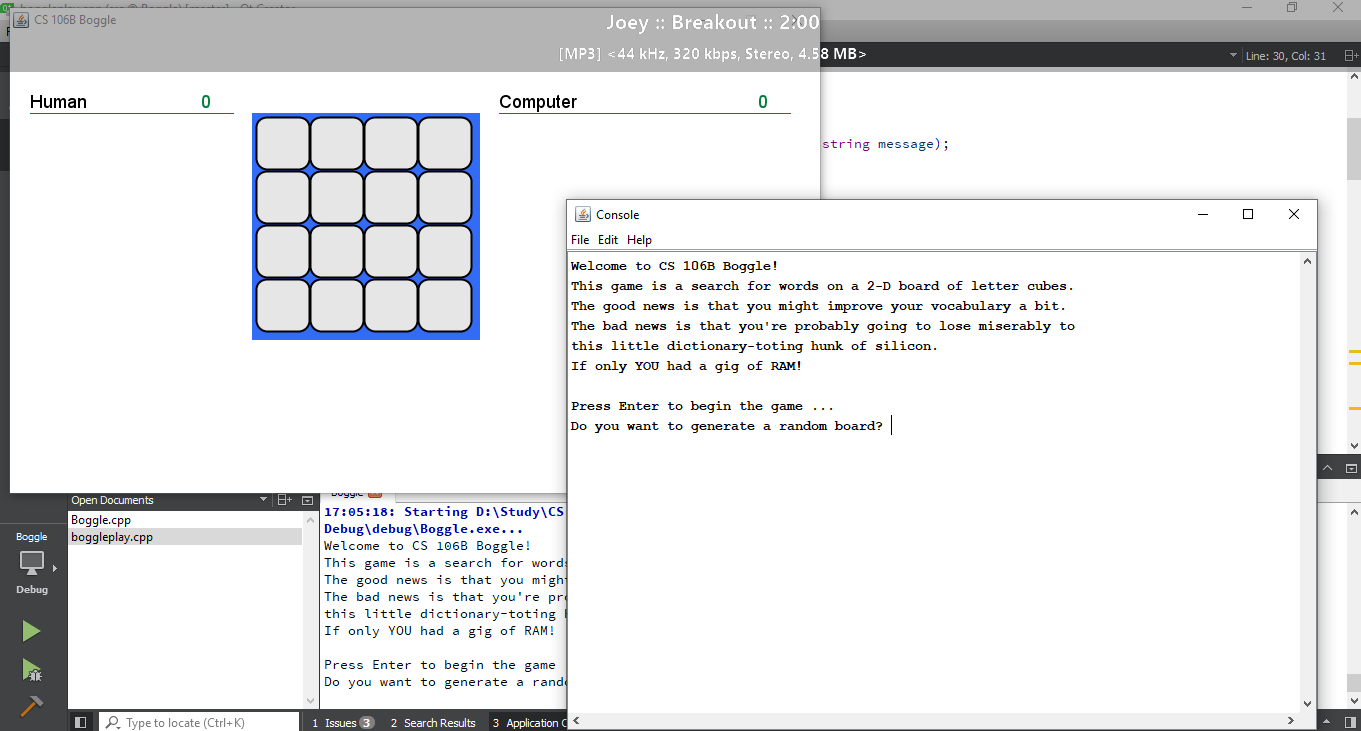 CS 106B Boggle
Joey :: Breakout :: 2:00
[MP3] <44 kHz, 320 kbps, Stereo, 4.58 MB>
Line: 30, Col: 31
Human 0
Computer 0
string message);
Console
File Edit Help
Welcome to CS 106B Boggle!
This game is a search for words on a 2-D board of letter cubes.
The good news is that you might improve your vocabulary a bit.
The bad news is that you're probably going to lose miserably to
this little dictionary-toting hunk of silicon.
If only YOU had a gig of RAM!
Press Enter to begin the game ...
Do you want to generate a random board?
Open Documents
Boggle.cpp
boggleplay.cpp
Boggle
Debug
Boggle
17:05:18: Starting D:\Study\CS
Debug\debug\Boggle.exe...
Welcome to CS 106B Boggle!
This game is a search for words
The good news is that you might
The bad news is that you're pro
this little dictionary-toting
If only YOU had a gig of RAM!
Press Enter to begin the game
Do you want to generate a rando
Type to locate (Ctrl+K)
1 Issues 3
2 Search Results
3 Application